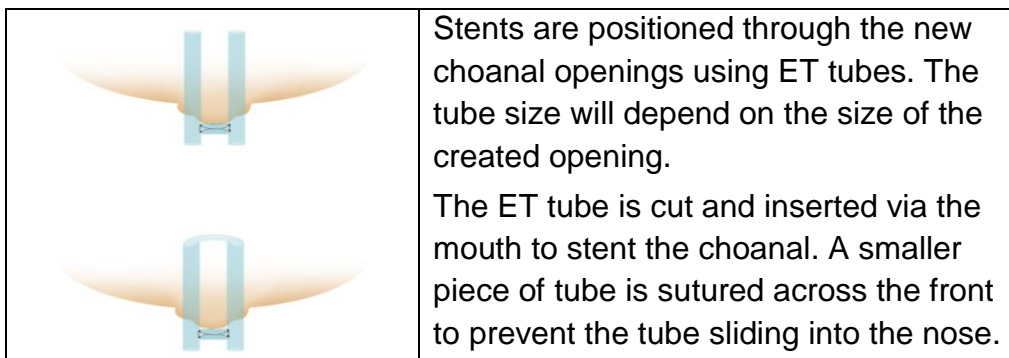 Stents are positioned through the new
choanal openings using ET tubes. The
tube size will depend on the size of the
created opening.
The ET tube is cut and inserted via the
mouth to stent the choanal. A smaller
piece of tube is sutured across the front
to prevent the tube sliding into the nose.